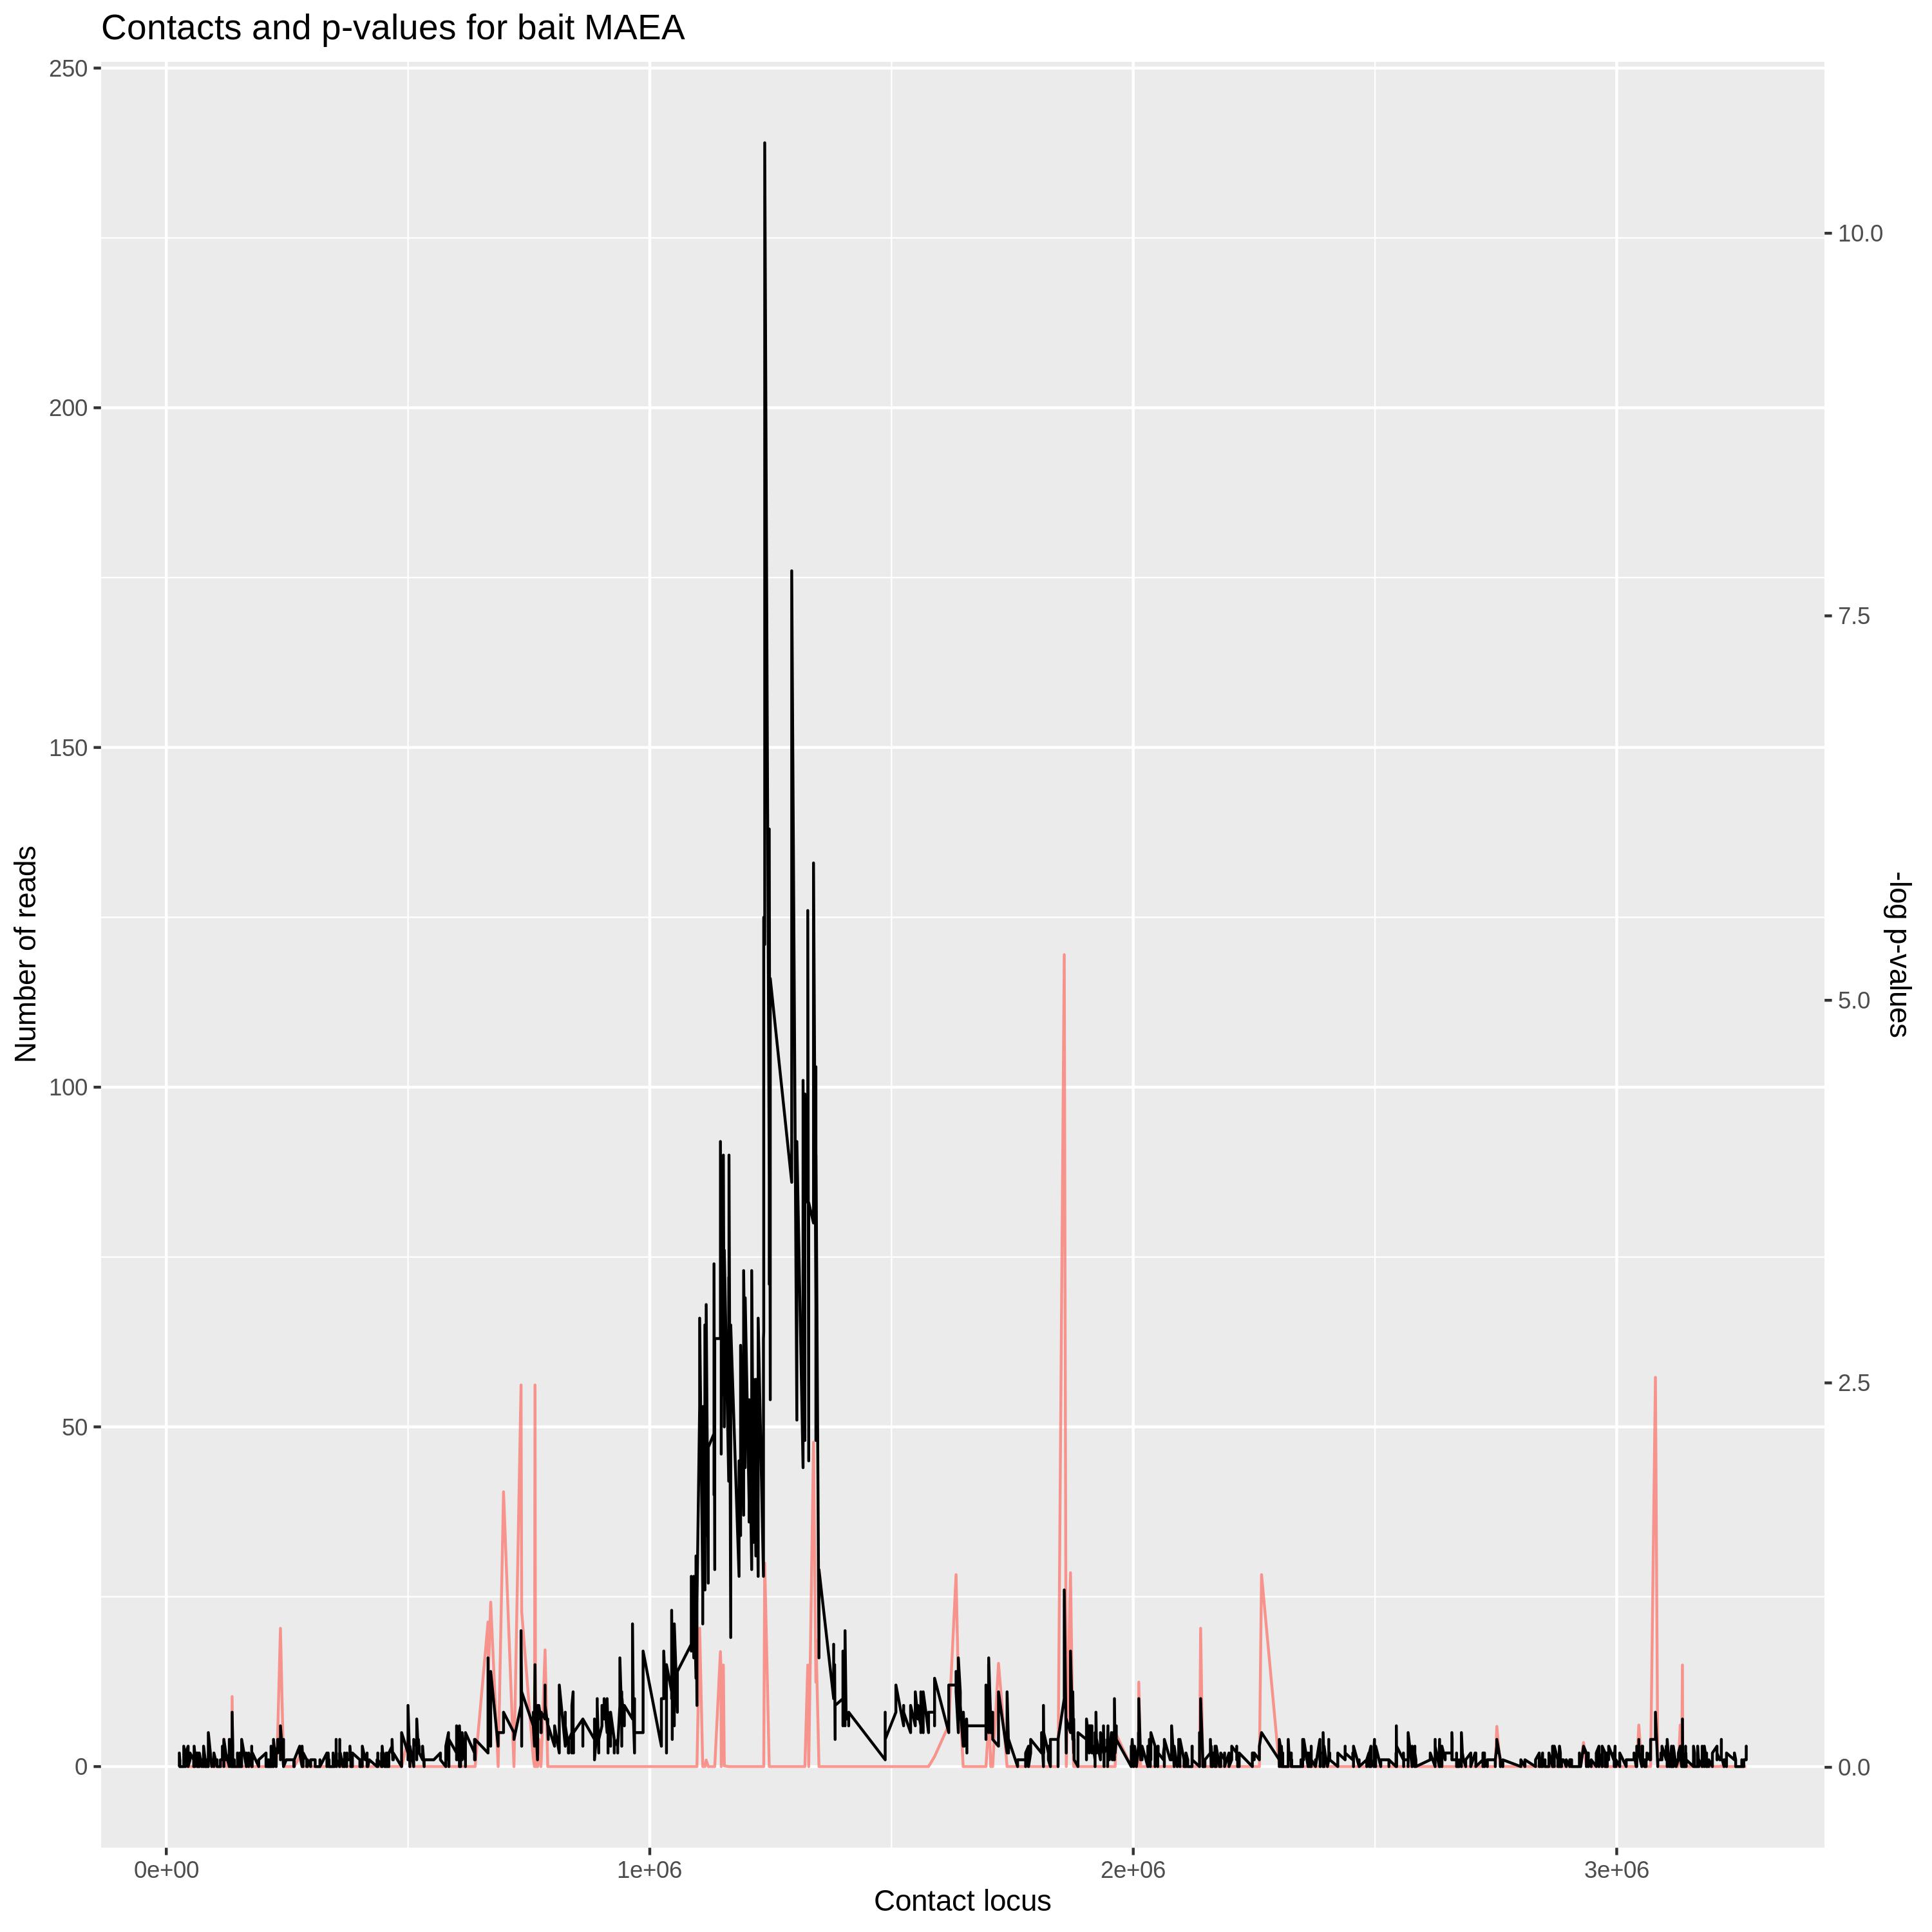 Contacts and p-values for bait MAEA
250
200
150
100
50
0
Number of reads
10.0
7.5
5.0
2.5
0.0
-log p-values
0e+00
1e+06
2e+06
3e+06
Contact locus